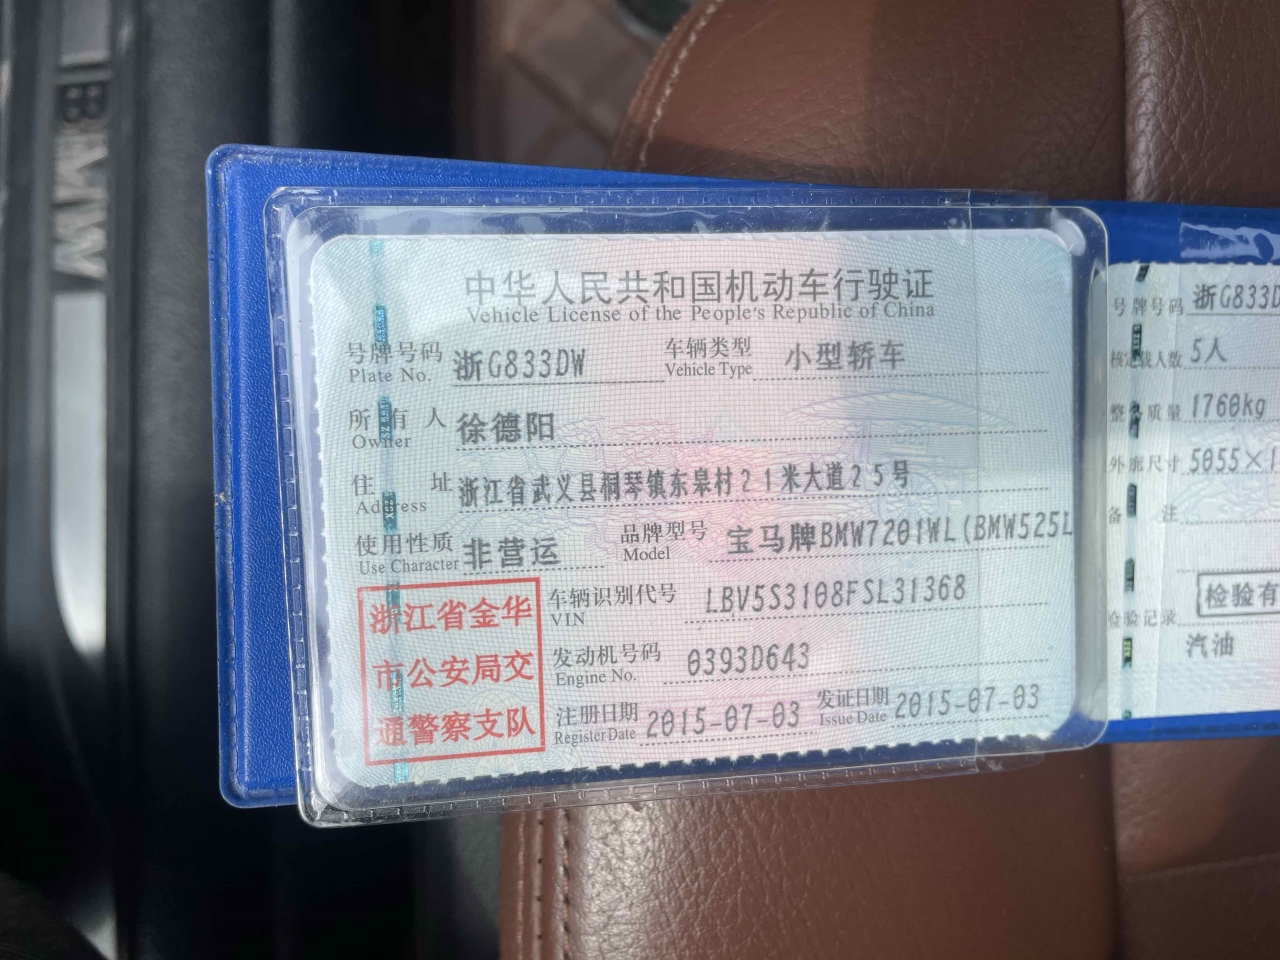 BMW
中华人民共和国机动车行驶证
Vehicle License of the People's Republic of China
号牌号码 浙G833DW 车辆类型 小型轿车
Plate No. Vehicle Type
所有人 徐德阳
Owner
住址 浙江省武义县桐琴镇东皋村21米大道25号
Address
使用性质 非营运 品牌型号 宝马牌BMW7201WL(BMW525L
Use Character Model
浙江省金华
市公安局交
通警察支队
车辆识别代号 LBV5S3108FSL31368
VIN
发动机号码 0393D643
Engine No.
注册日期 2015-07-03 发证日期 2015-07-03
Register Date Issue Date
号牌号码 浙G833D
核定载人数 5人
整备质量 1760kg
外廓尺寸 5055×1
备注
检验有
检验记录
汽油